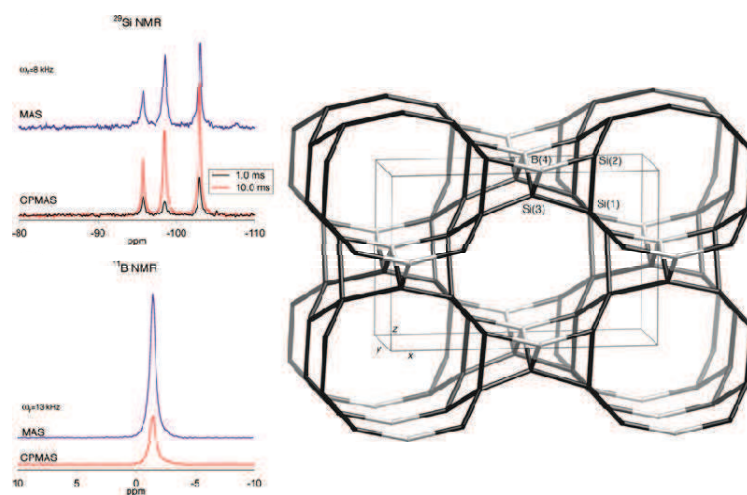 ²⁹Si NMR
ωr=8 kHz
MAS
1.0 ms
10.0 ms
CPMAS
-80 -90 -100 -110
ppm
¹¹B NMR
ωr=13 kHz
MAS
CPMAS
10 5 0 -5 -10
ppm
B(4) Si(2)
Si(3) Si(1)
z
y x